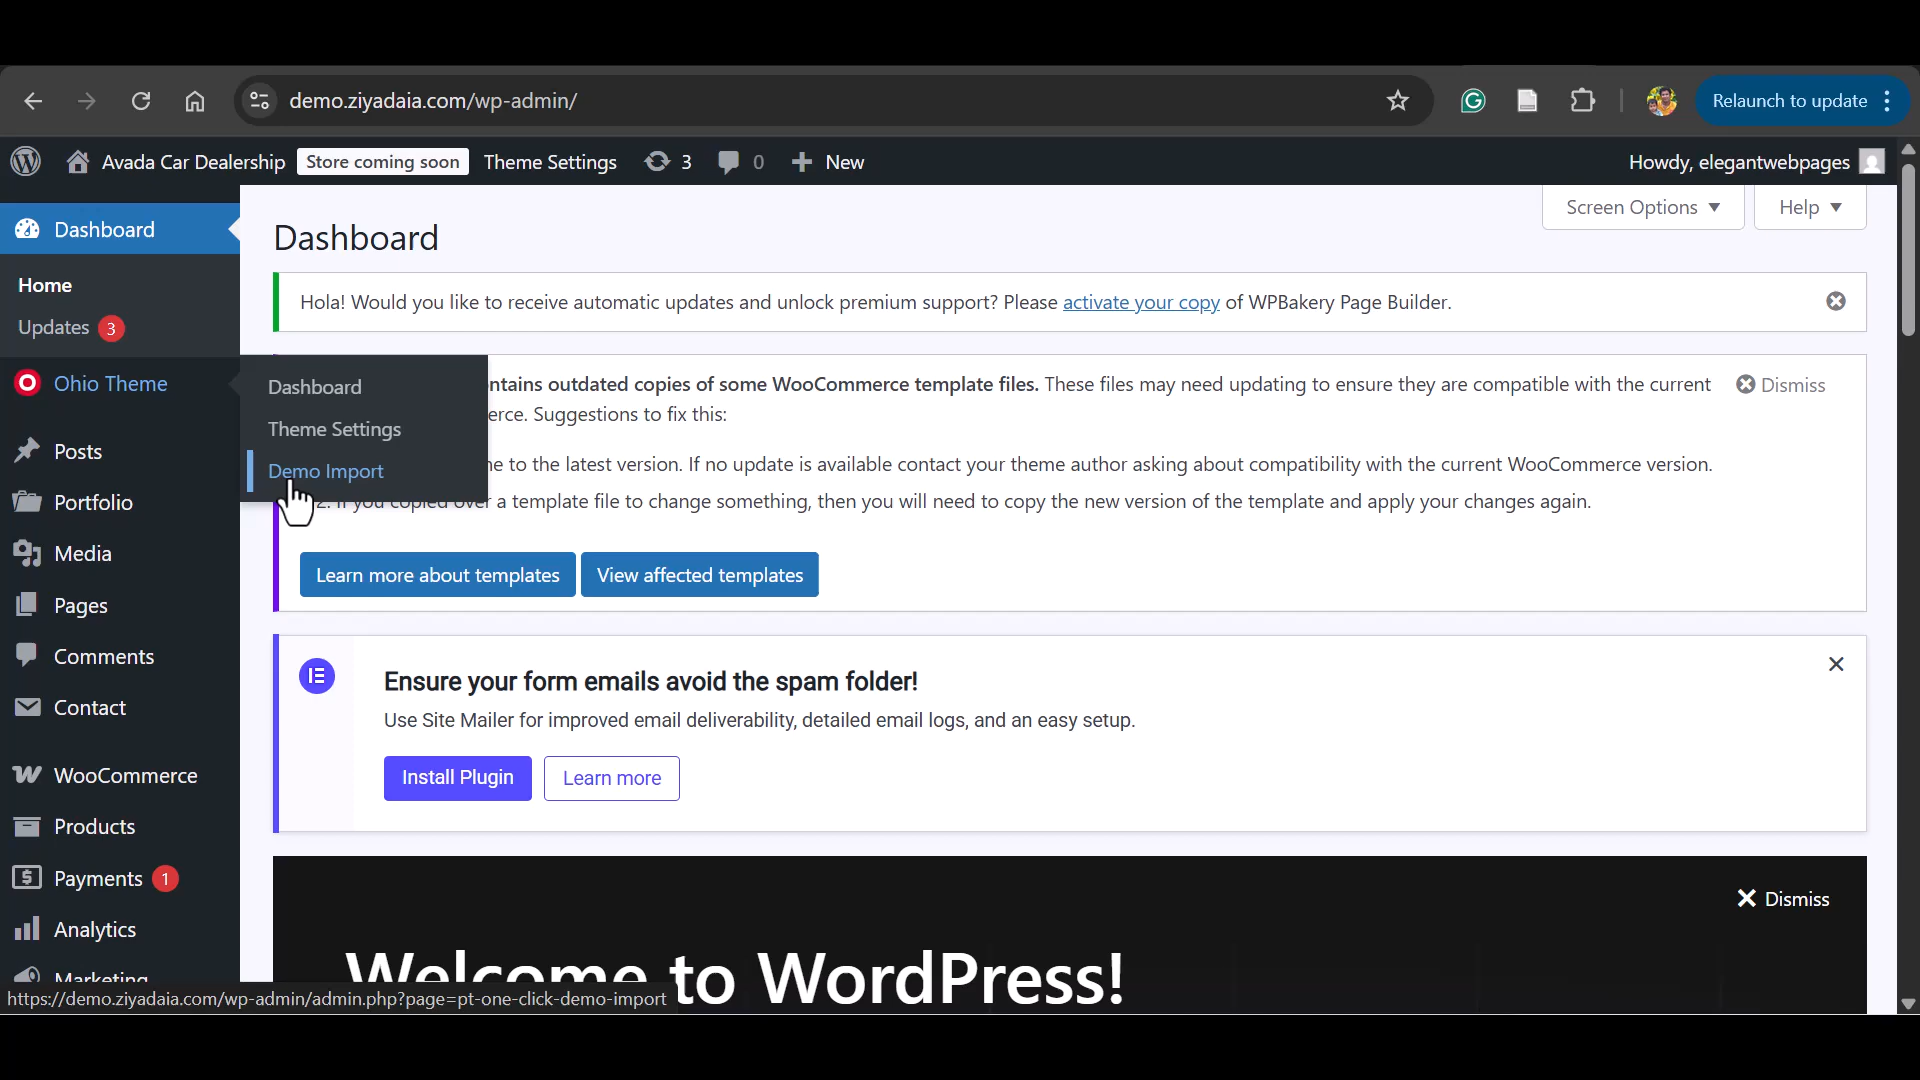 demo.ziyadaia.com/wp-admin/
Relaunch to update
Avada Car Dealership
Store coming soon
Theme Settings
3
0
New
Howdy, elegantwebpages
Dashboard
Home
Updates 3
Ohio Theme
Posts
Portfolio
Media
Pages
Comments
Contact
WooCommerce
Products
Payments 1
Analytics
Marketing
Dashboard
Theme Settings
Demo Import
Dashboard
Screen Options
Help
Hola! Would you like to receive automatic updates and unlock premium support? Please activate your copy of WPBakery Page Builder.
ntains outdated copies of some WooCommerce template files. These files may need updating to ensure they are compatible with the current
erce. Suggestions to fix this:
Dismiss
e to the latest version. If no update is available contact your theme author asking about compatibility with the current WooCommerce version.
2. If you copied over a template file to change something, then you will need to copy the new version of the template and apply your changes again.
Learn more about templates
View affected templates
Ensure your form emails avoid the spam folder!
Use Site Mailer for improved email deliverability, detailed email logs, and an easy setup.
Install Plugin
Learn more
Dismiss
Welcome to WordPress!
https://demo.ziyadaia.com/wp-admin/admin.php?page=pt-one-click-demo-import